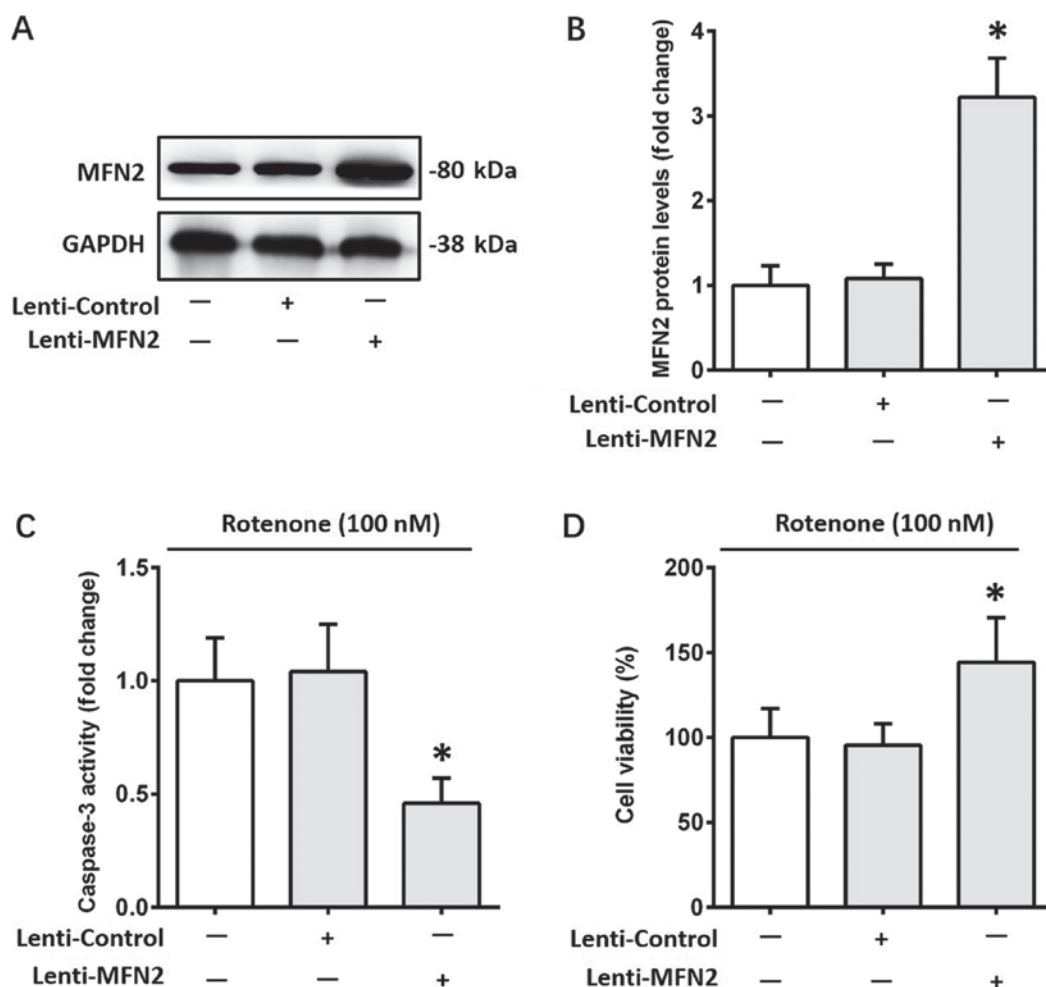 A
MFN2
-80 kDa
GAPDH
-38 kDa
Lenti-Control — + —
Lenti-MFN2 — — +
B
MFN2 protein levels (fold change)
4
3
2
1
0
*
Lenti-Control — + —
Lenti-MFN2 — — +
C
Rotenone (100 nM)
Caspase-3 activity (fold change)
1.5
1.0
0.5
0.0
*
Lenti-Control — + —
Lenti-MFN2 — — +
D
Rotenone (100 nM)
Cell viability (%)
200
150
100
50
0
*
Lenti-Control — + —
Lenti-MFN2 — — +